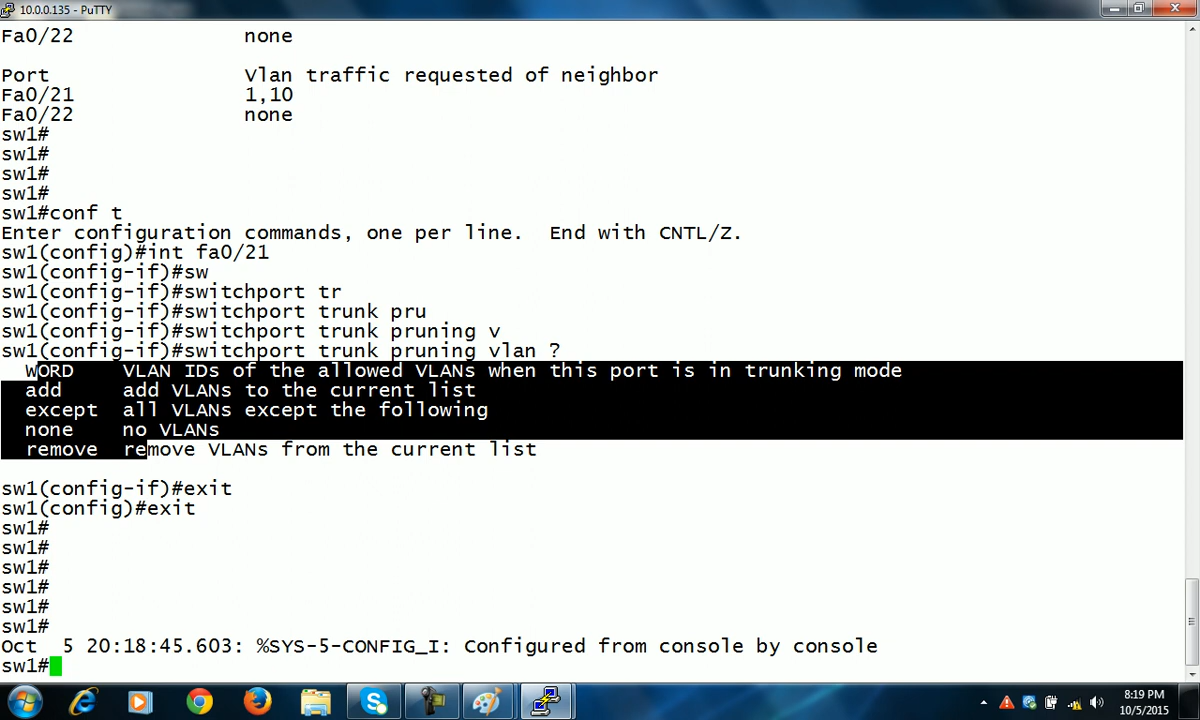 10.0.0.135 - PuTTY
Fa0/22 none
Port Vlan traffic requested of neighbor
Fa0/21 1,10
Fa0/22 none
sw1#
sw1#
sw1#
sw1#
sw1#conf t
Enter configuration commands, one per line.  End with CNTL/Z.
sw1(config)#int fa0/21
sw1(config-if)#sw
sw1(config-if)#switchport tr
sw1(config-if)#switchport trunk pru
sw1(config-if)#switchport trunk pruning v
sw1(config-if)#switchport trunk pruning vlan ?
WORD VLAN IDs of the allowed VLANs when this port is in trunking mode
add add VLANs to the current list
except all VLANs except the following
none no VLANs
remove remove VLANs from the current list
sw1(config-if)#exit
sw1(config)#exit
sw1#
sw1#
sw1#
sw1#
sw1#
sw1#
Oct  5 20:18:45.603: %SYS-5-CONFIG_I: Configured from console by console
sw1#
8:19 PM
10/5/2015